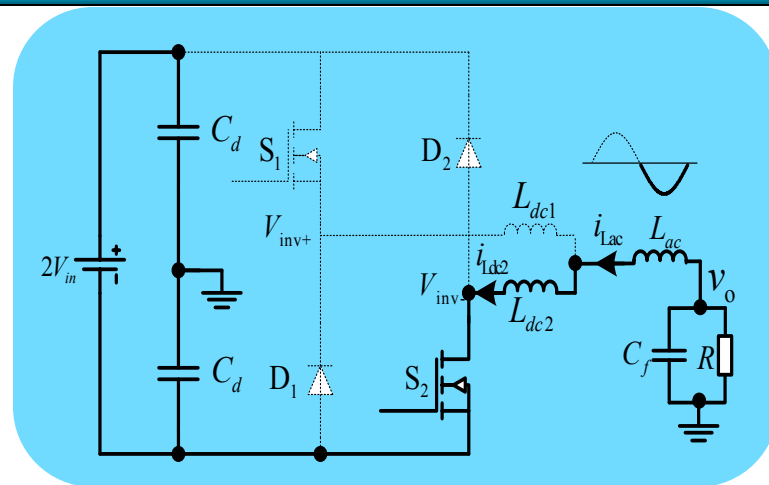 C_d
S_1
D_2
L_dc1
V_inv+
i_Lac
L_ac
2V_in
+
-
i_Ldc2
V_inv-
L_dc2
v_o
C_d
D_1
S_2
C_f
R